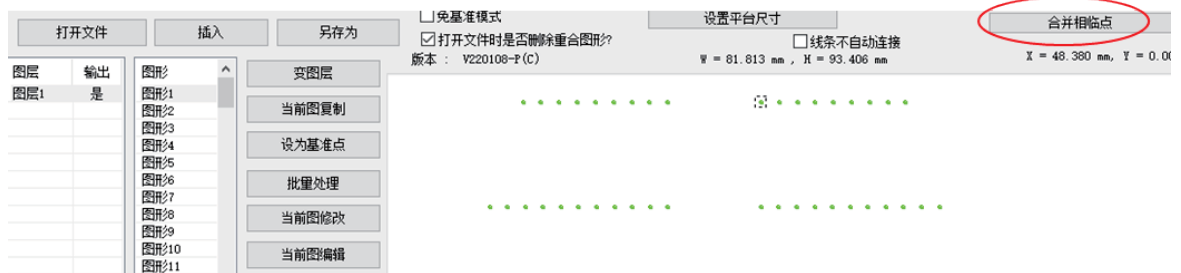 免基准模式
设置平台尺寸
合并相临点
打开文件
插入
另存为
打开文件时是否删除重合图形?
线条不自动连接
版本 : V220108-P(C)
W = 81.813 mm , H = 93.406 mm
X = 48.380 mm, Y = 0.00
图层
输出
图形
变图层
图层1
是
图形1
图形2
当前图复制
图形3
图形4
设为基准点
图形5
图形6
批量处理
图形7
图形8
当前图修改
图形9
图形10
当前图编辑
图形11